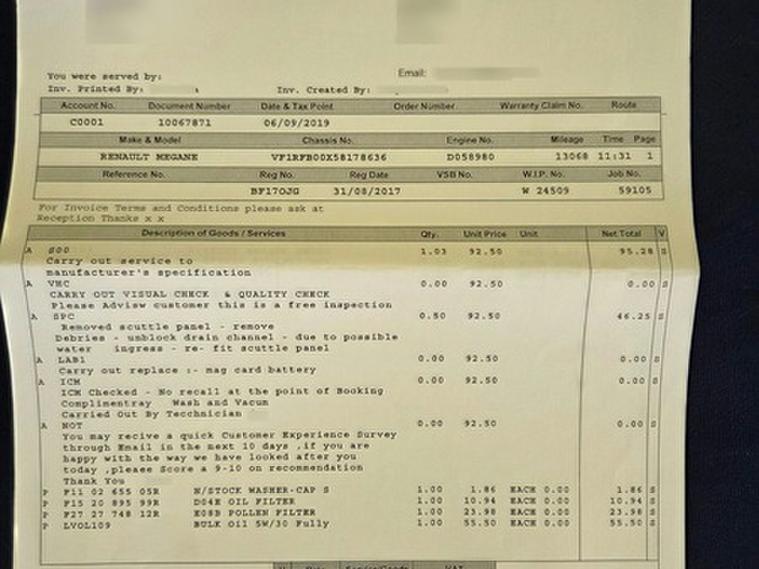 Email:
You were served by:
Inv. Printed By: Inv. Created By:
Account No. Document Number Date & Tax Point Order Number. Warranty Claim No. Route
C0001 10067871 06/09/2019
Make & Model Chassis No. Engine No. Mileage Time Page
RENAULT MEGANE VF1RFB00X58178636 D058980 13068 11:31 1
Reference No. Reg No. Reg Date VSB No. W.I.P. No. Job No.
BF17OJG 31/08/2017 W 24509 59105
For Invoice Terms and Conditions please ask at
Reception Thanks x x
Description of Goods / Services Qty. Unit Price Unit Net Total V
A S00 1.03 92.50 95.28 S
Carry out service to
manufacturer's specification
A VHC 0.00 92.50 0.00 S
CARRY OUT VISUAL CHECK & QUALITY CHECK
Please Advisw customer this is a free inspection
A SPC 0.50 92.50 46.25 S
Removed scuttle panel - remove
Debries - unblock drain channel - due to possible
water ingress - re- fit scuttle panel
A LAB1 0.00 92.50 0.00 S
Carry out replace :- mag card battery
A ICM 0.00 92.50 0.00 S
ICM Checked - No recall at the point of Booking
Complimentray Wash and Vacum
Carried Out By Tecchnician
A NOT 0.00 92.50 0.00 S
You may recive a quick Customer Experience Survey
through Email in the next 10 days ,if you are
happy with the way we have looked after you
today ,please Score a 9-10 on recommendation
Thank You
P F11 02 655 05R N/STOCK WASHER-CAP S 1.00 1.86 EACH 0.00 1.86 S
P F15 20 895 99R D04E OIL FILTER 1.00 10.94 EACH 0.00 10.94 S
P F27 27 748 12R E08B POLLEN FILTER 1.00 23.98 EACH 0.00 23.98 S
P LVOL109 BULK Oil 5W/30 Fully 1.00 55.50 EACH 0.00 55.50 S